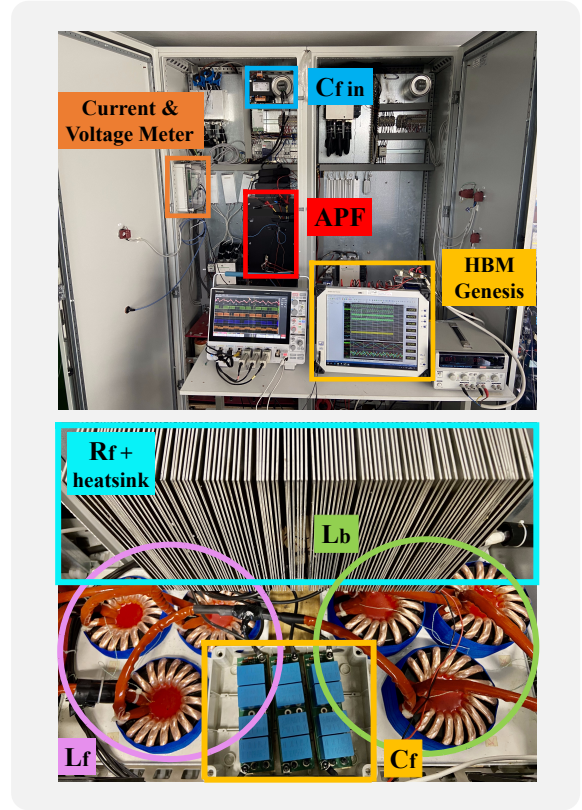 Cf in
Current &
Voltage Meter
APF
HBM
Genesis
Rf +
heatsink
Lb
Lf
Cf